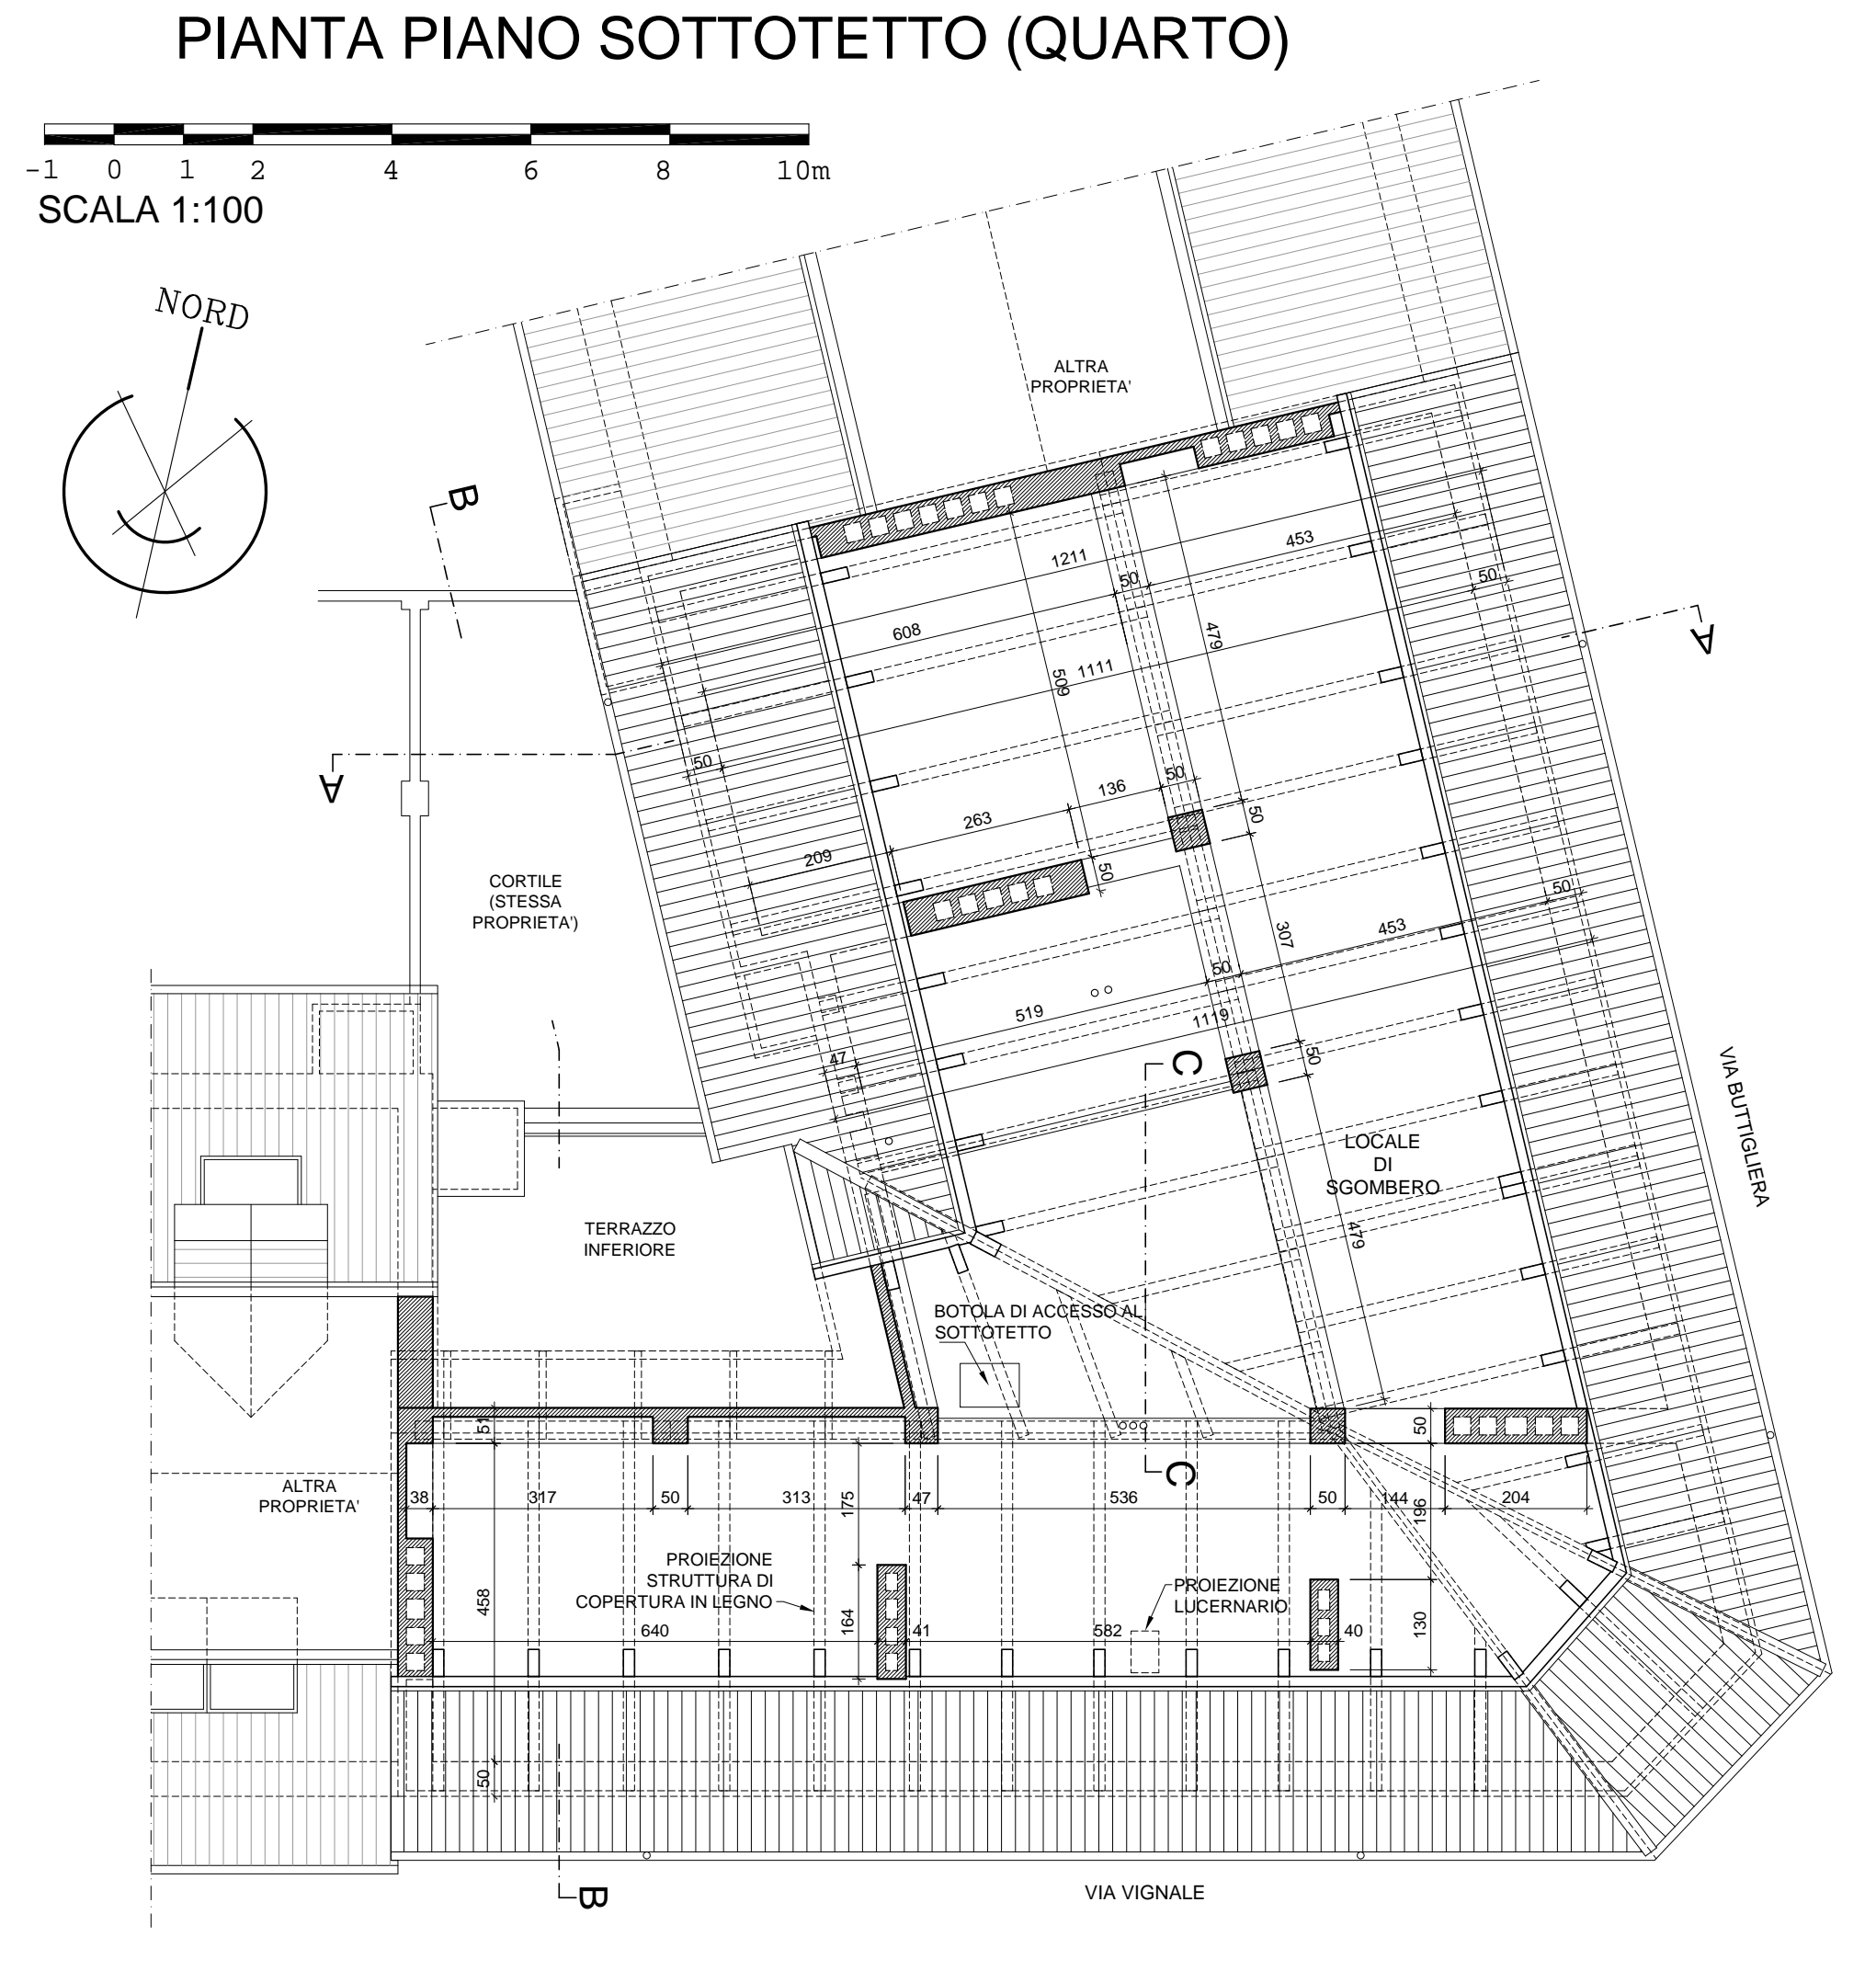 PIANTA PIANO SOTTOTETTO (QUARTO)
-1 0 1 2 4 6 8 10m
SCALA 1:100
NORD
ALTRA
PROPRIETA'
B
453
1211
50
50
608
479
A
1111
509
50
50
136
A
263
50
209
50
CORTILE
(STESSA
PROPRIETA')
50
453
307
50
519
1119
47
50
C
VIA BUTTIGLIERA
LOCALE
DI
SGOMBERO
479
TERRAZZO
INFERIORE
BOTOLA DI ACCESSO AL
SOTTOTETTO
51
50
C
ALTRA
PROPRIETA'
38 317 50 313 175 47 536 50 144 196 204
PROIEZIONE
STRUTTURA DI
COPERTURA IN LEGNO
PROIEZIONE
LUCERNARIO
458
164
130
640 41 582 40
50
B
VIA VIGNALE